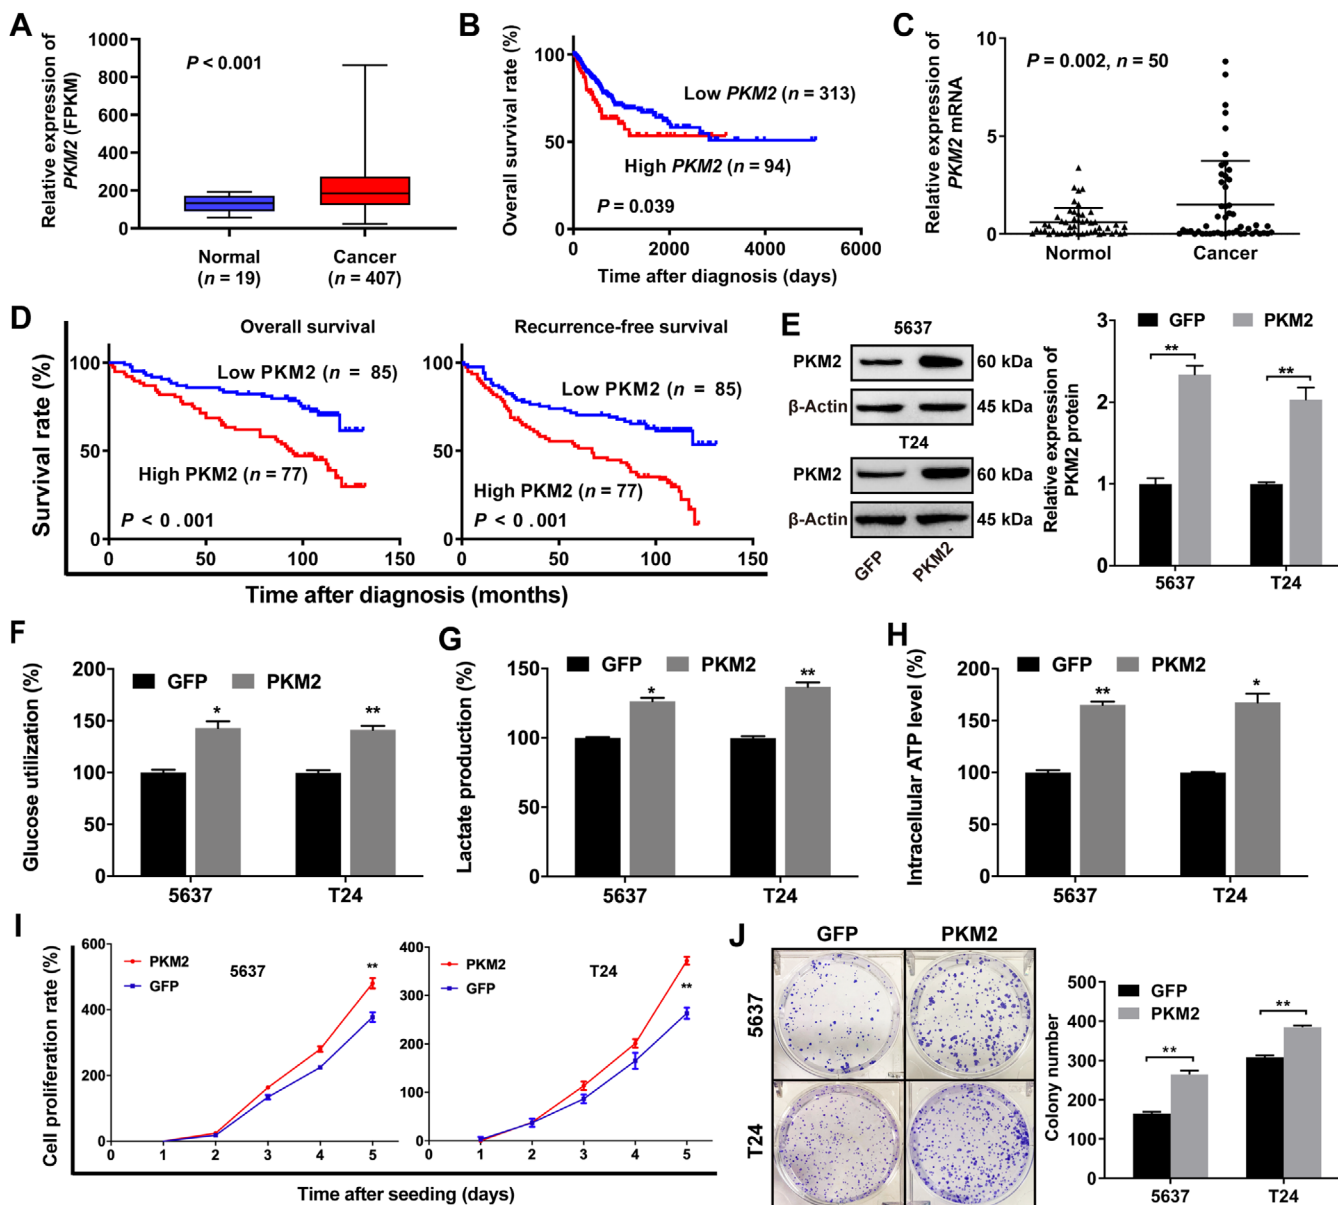 A
Relative expression of
PKM2 (FPKM)
1000
800
600
400
200
0
P < 0.001
Normal
(n = 19)
Cancer
(n = 407)
B
Overall survival rate (%)
100
50
0
Low PKM2 (n = 313)
High PKM2 (n = 94)
P = 0.039
0 2000 4000 6000
Time after diagnosis (days)
C
Relative expression of
PKM2 mRNA
10
5
0
P = 0.002, n = 50
Normol
Cancer
D
Survival rate (%)
Overall survival
100
50
0
Low PKM2 (n = 85)
High PKM2 (n = 77)
P < 0 .001
0 50 100 150
Recurrence-free survival
100
50
0
Low PKM2 (n = 85)
High PKM2 (n = 77)
P < 0 .001
0 50 100 150
Time after diagnosis (months)
E
5637
PKM2 60 kDa
β-Actin 45 kDa
T24
PKM2 60 kDa
β-Actin 45 kDa
GFP PKM2
Relative expression of
PKM2 protein
GFP PKM2
3
2
1
0
**
**
5637 T24
F
Glucose utilization (%)
200
150
100
50
0
GFP PKM2
*
**
5637 T24
G
Lactate production (%)
150
100
50
0
GFP PKM2
*
**
5637 T24
H
Intracellular ATP level (%)
200
150
100
50
0
GFP PKM2
**
*
5637 T24
I
Cell proliferation rate (%)
600
400
200
0
PKM2
GFP
5637
**
0 1 2 3 4 5
400
300
200
100
0
PKM2
GFP
T24
**
0 1 2 3 4 5
Time after seeding (days)
J
GFP PKM2
5637
T24
Colony number
500
400
300
200
100
0
GFP
PKM2
**
**
5637 T24